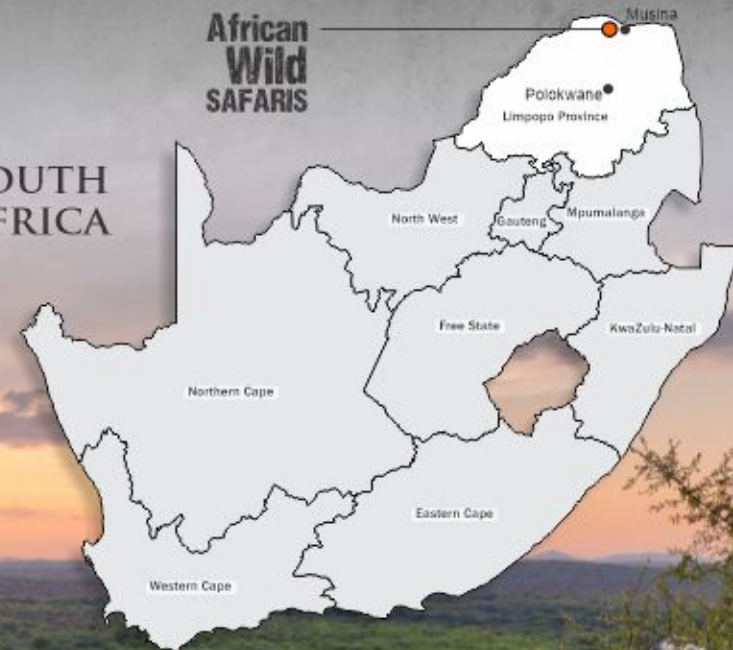 African
Wild
SAFARIS
Musina
Polokwane
Limpopo Province
OUTH
FRICA
North West
Gauteng
Mpumalanga
Free State
KwaZulu-Natal
Northern Cape
Eastern Cape
Western Cape